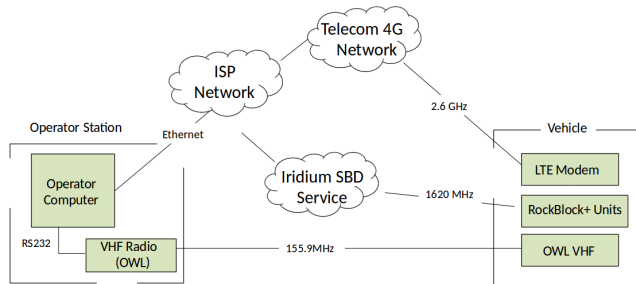 Telecom 4G
Network
ISP
Network
2.6 GHz
Operator Station
Ethernet
Vehicle
Operator
Computer
Iridium SBD
Service
LTE Modem
1620 MHz
RockBlock+ Units
RS232
VHF Radio
(OWL)
155.9MHz
OWL VHF